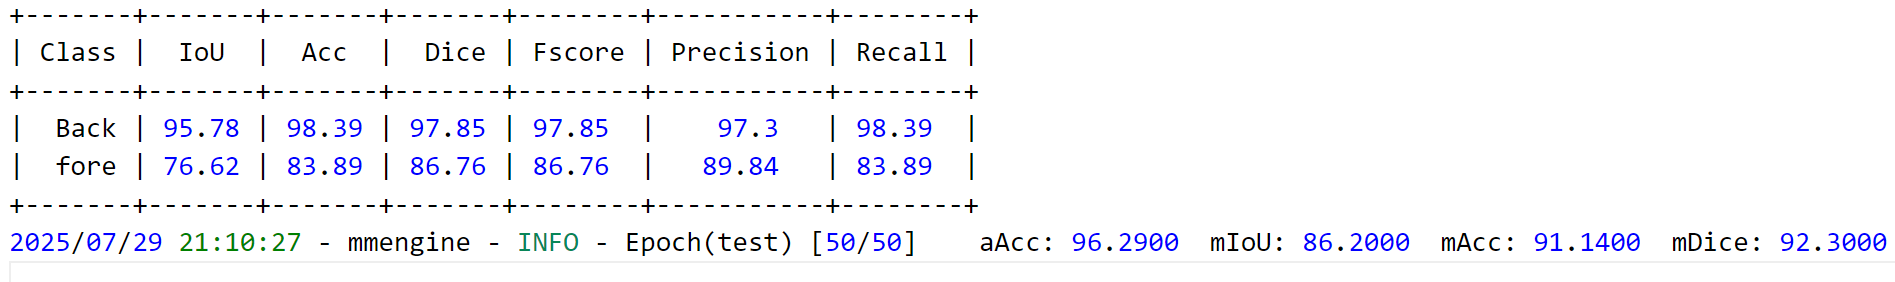 +-------+-------+-------+-------+--------+-----------+--------+
| Class |  IoU  |  Acc  |  Dice | Fscore | Precision | Recall |
+-------+-------+-------+-------+--------+-----------+--------+
|  Back | 95.78 | 98.39 | 97.85 | 97.85  |    97.3   | 98.39  |
|  fore | 76.62 | 83.89 | 86.76 | 86.76  |   89.84   | 83.89  |
+-------+-------+-------+-------+--------+-----------+--------+
2025/07/29 21:10:27 - mmengine - INFO - Epoch(test) [50/50]    aAcc: 96.2900  mIoU: 86.2000  mAcc: 91.1400  mDice: 92.3000